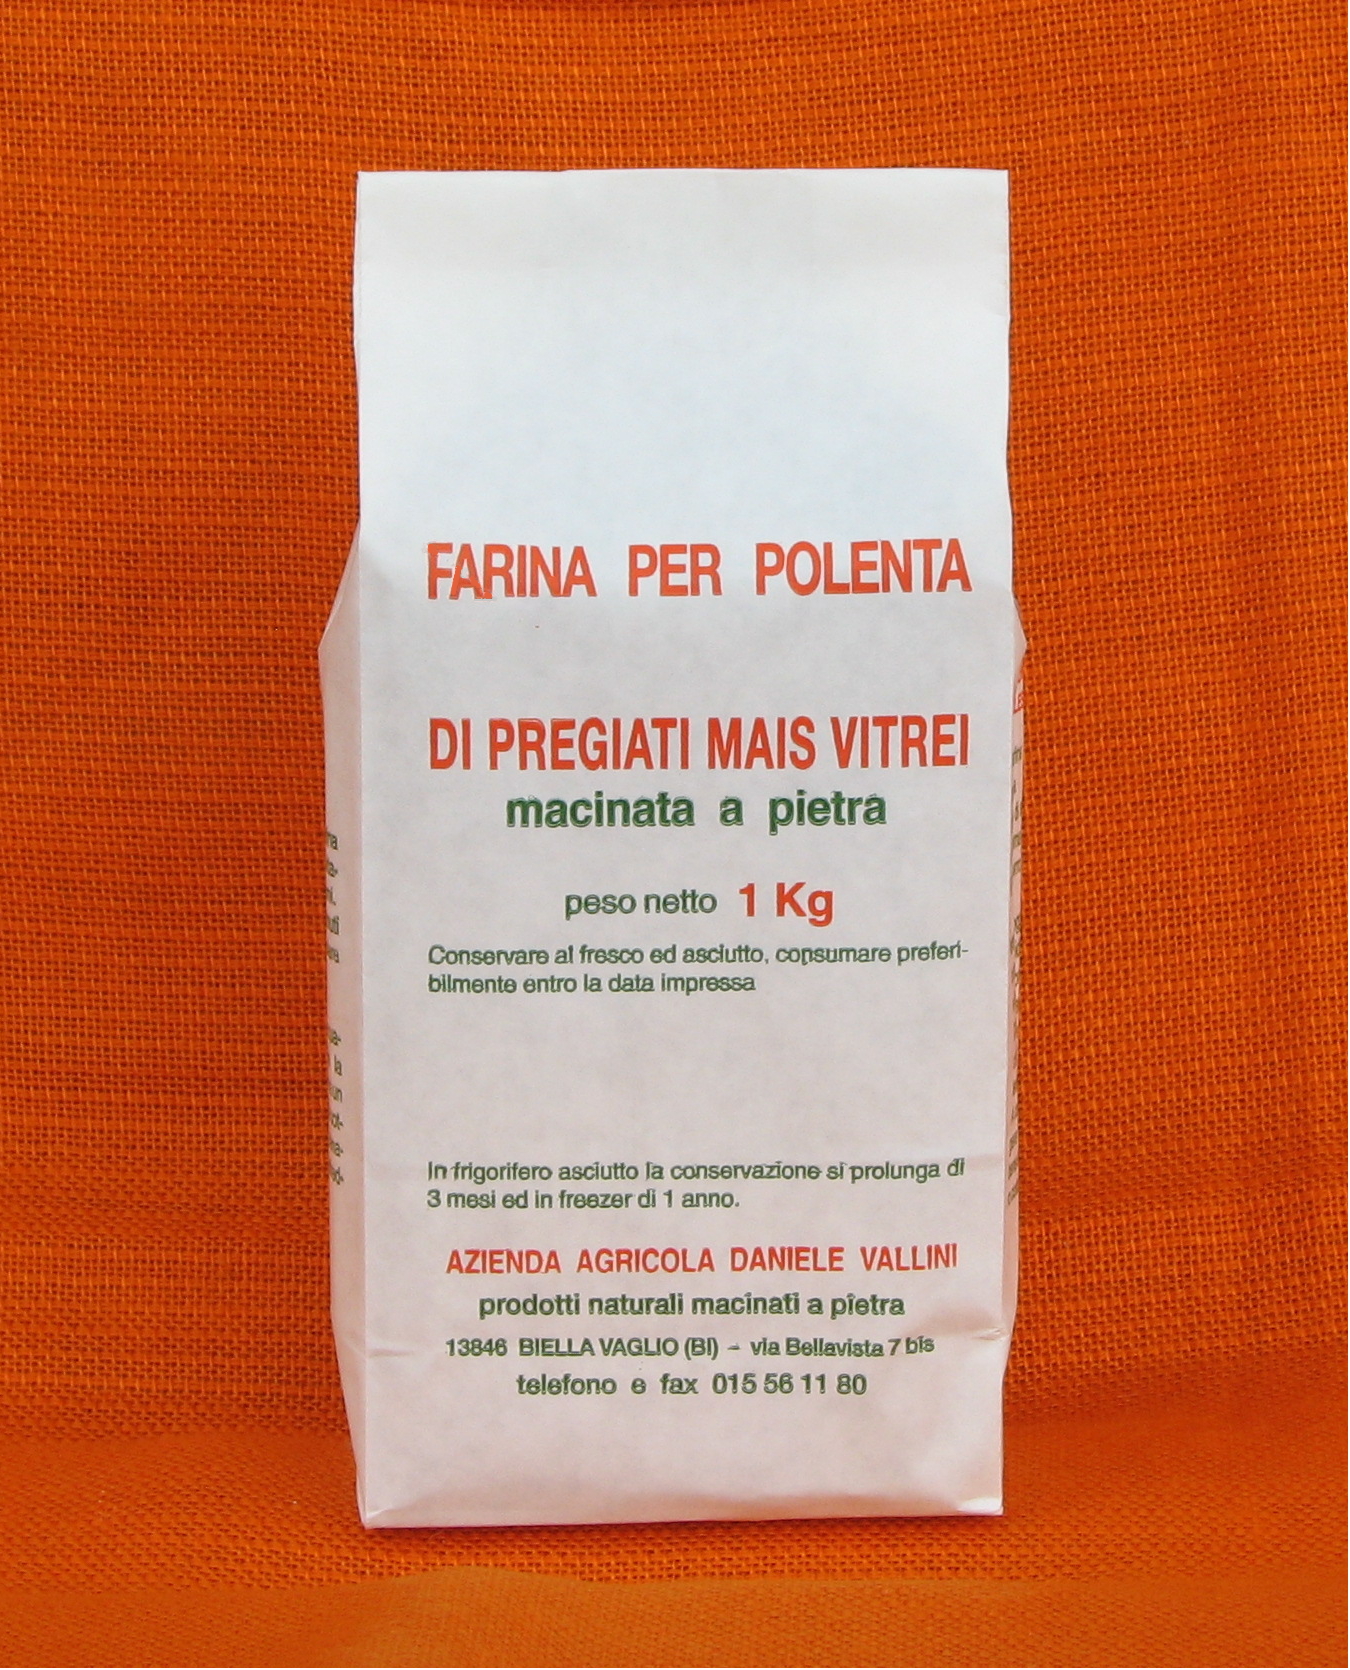 FARINA PER POLENTA
DI PREGIATI MAIS VITREI
macinata a pietra
peso netto 1 Kg
Conservare al fresco ed asciutto, consumare preferi-
bilmente entro la data impressa
In frigorifero asciutto la conservazione si prolunga di
3 mesi ed in freezer di 1 anno.
AZIENDA AGRICOLA DANIELE VALLINI
prodotti naturali macinati a pietra
13846 BIELLA VAGLIO (BI) - via Bellavista 7 bis
telefono e fax 015 56 11 80